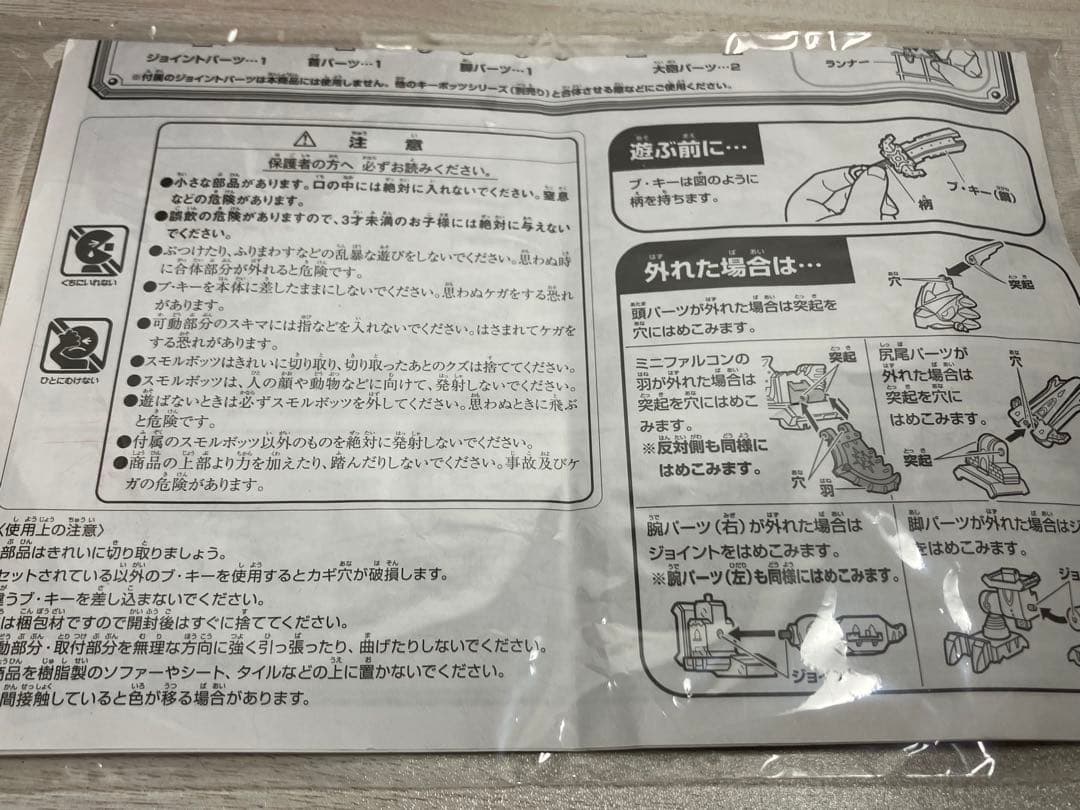 ジョイントパーツ…1
首パーツ…1
脚パーツ…1
大砲パーツ…2
ランナー
※付属のジョイントパーツは本商品には使用しません。他のキーボッツシリーズ(別売り)と合体させる際などにご使用ください。
⚠ 注意
保護者の方へ 必ずお読みください。
●小さな部品があります。口の中には絶対に入れないでください。窒息
などの危険があります。
●誤飲の危険がありますので、3才未満のお子様には絶対に与えない
でください。
●ぶつけたり、ふりまわすなどの乱暴な遊びをしないでください。思わぬ時
に合体部分が外れると危険です。
●ブ・キーを本体に差したままにしないでください。思わぬケガをする恐れ
があります。
●可動部分のスキマには指などを入れないでください。はさまれてケガを
する恐れがあります。
●スモルボッツはきれいに切り取り、切り取ったあとのクズは捨ててください。
●スモルボッツは、人の顔や動物などに向けて、発射しないでください。
●遊ばないときは必ずスモルボッツを外してください。思わぬときに飛ぶ
と危険です。
●付属のスモルボッツ以外のものを絶対に発射しないでください。
●商品の上部より力を加えたり、踏んだりしないでください。事故及びケ
ガの危険があります。
くちにいれない
ひとにむけない
〈使用上の注意〉
部品はきれいに切り取りましょう。
セットされている以外のブ・キーを使用するとカギ穴が破損します。
違うブ・キーを差し込まないでください。
は梱包材ですので開封後はすぐに捨ててください。
動部分・取付部分を無理な方向に強く引っ張ったり、曲げたりしないでください。
商品を樹脂製のソファーやシート、タイルなどの上に置かないでください。
間接触していると色が移る場合があります。
遊ぶ前に…
ブ・キーは図のように
柄を持ちます。
柄
ブ・キー(歯)
外れた場合は…
頭パーツが外れた場合は突起を
穴にはめこみます。
穴
突起
ミニファルコンの
羽が外れた場合は
突起を穴にはめこ
みます。
※反対側も同様に
はめこみます。
突起
穴
羽
尻尾パーツが
外れた場合は
突起を穴に
はめこみます。
穴
突起
腕パーツ(右)が外れた場合は
ジョイントをはめこみます。
※腕パーツ(左)も同様にはめこみます。
ジョイ
脚パーツが外れた場合はジ
をはめこみます。
ジョ